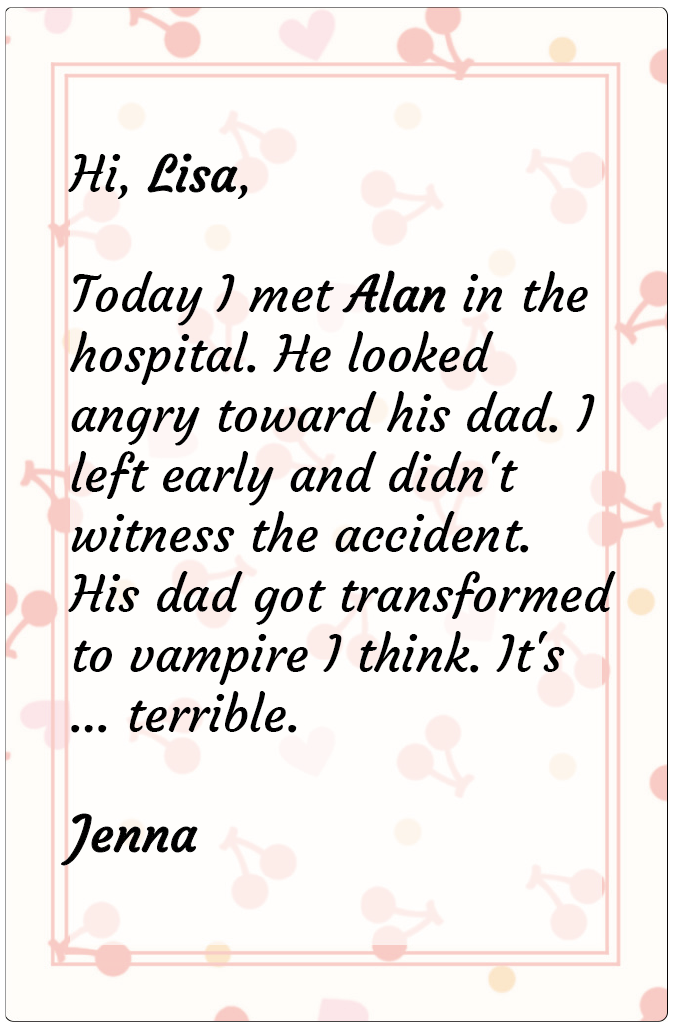 Hi, Lisa,
Today I met Alan in the
hospital. He looked
angry toward his dad. I
left early and didn't
witness the accident.
His dad got transformed
to vampire I think. It's
... terrible.
Jenna